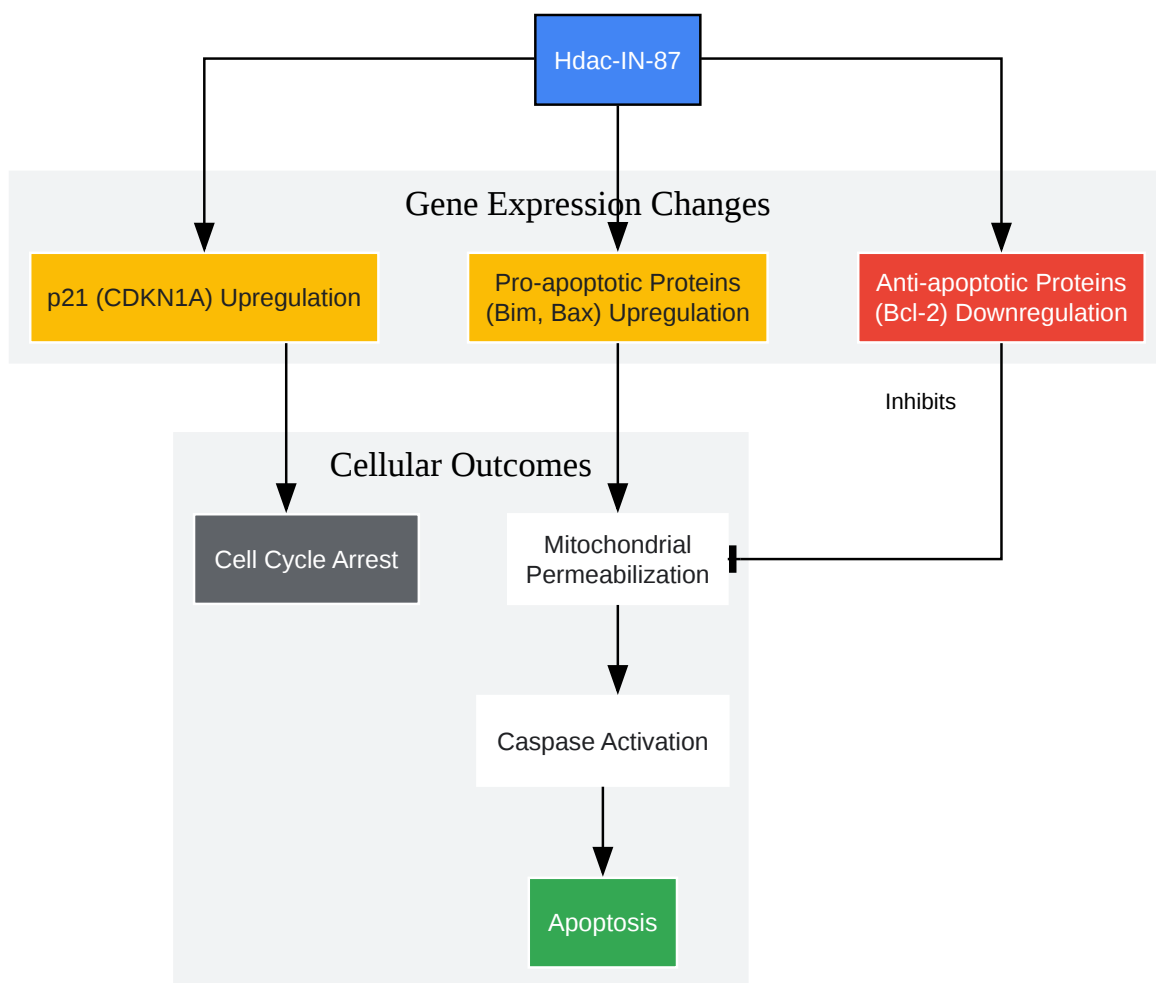 Hdac-IN-87
Gene Expression Changes
p21 (CDKN1A) Upregulation
Pro-apoptotic Proteins
(Bim, Bax) Upregulation
Anti-apoptotic Proteins
(Bcl-2) Downregulation
Inhibits
Cellular Outcomes
Cell Cycle Arrest
Mitochondrial
Permeabilization
Caspase Activation
Apoptosis